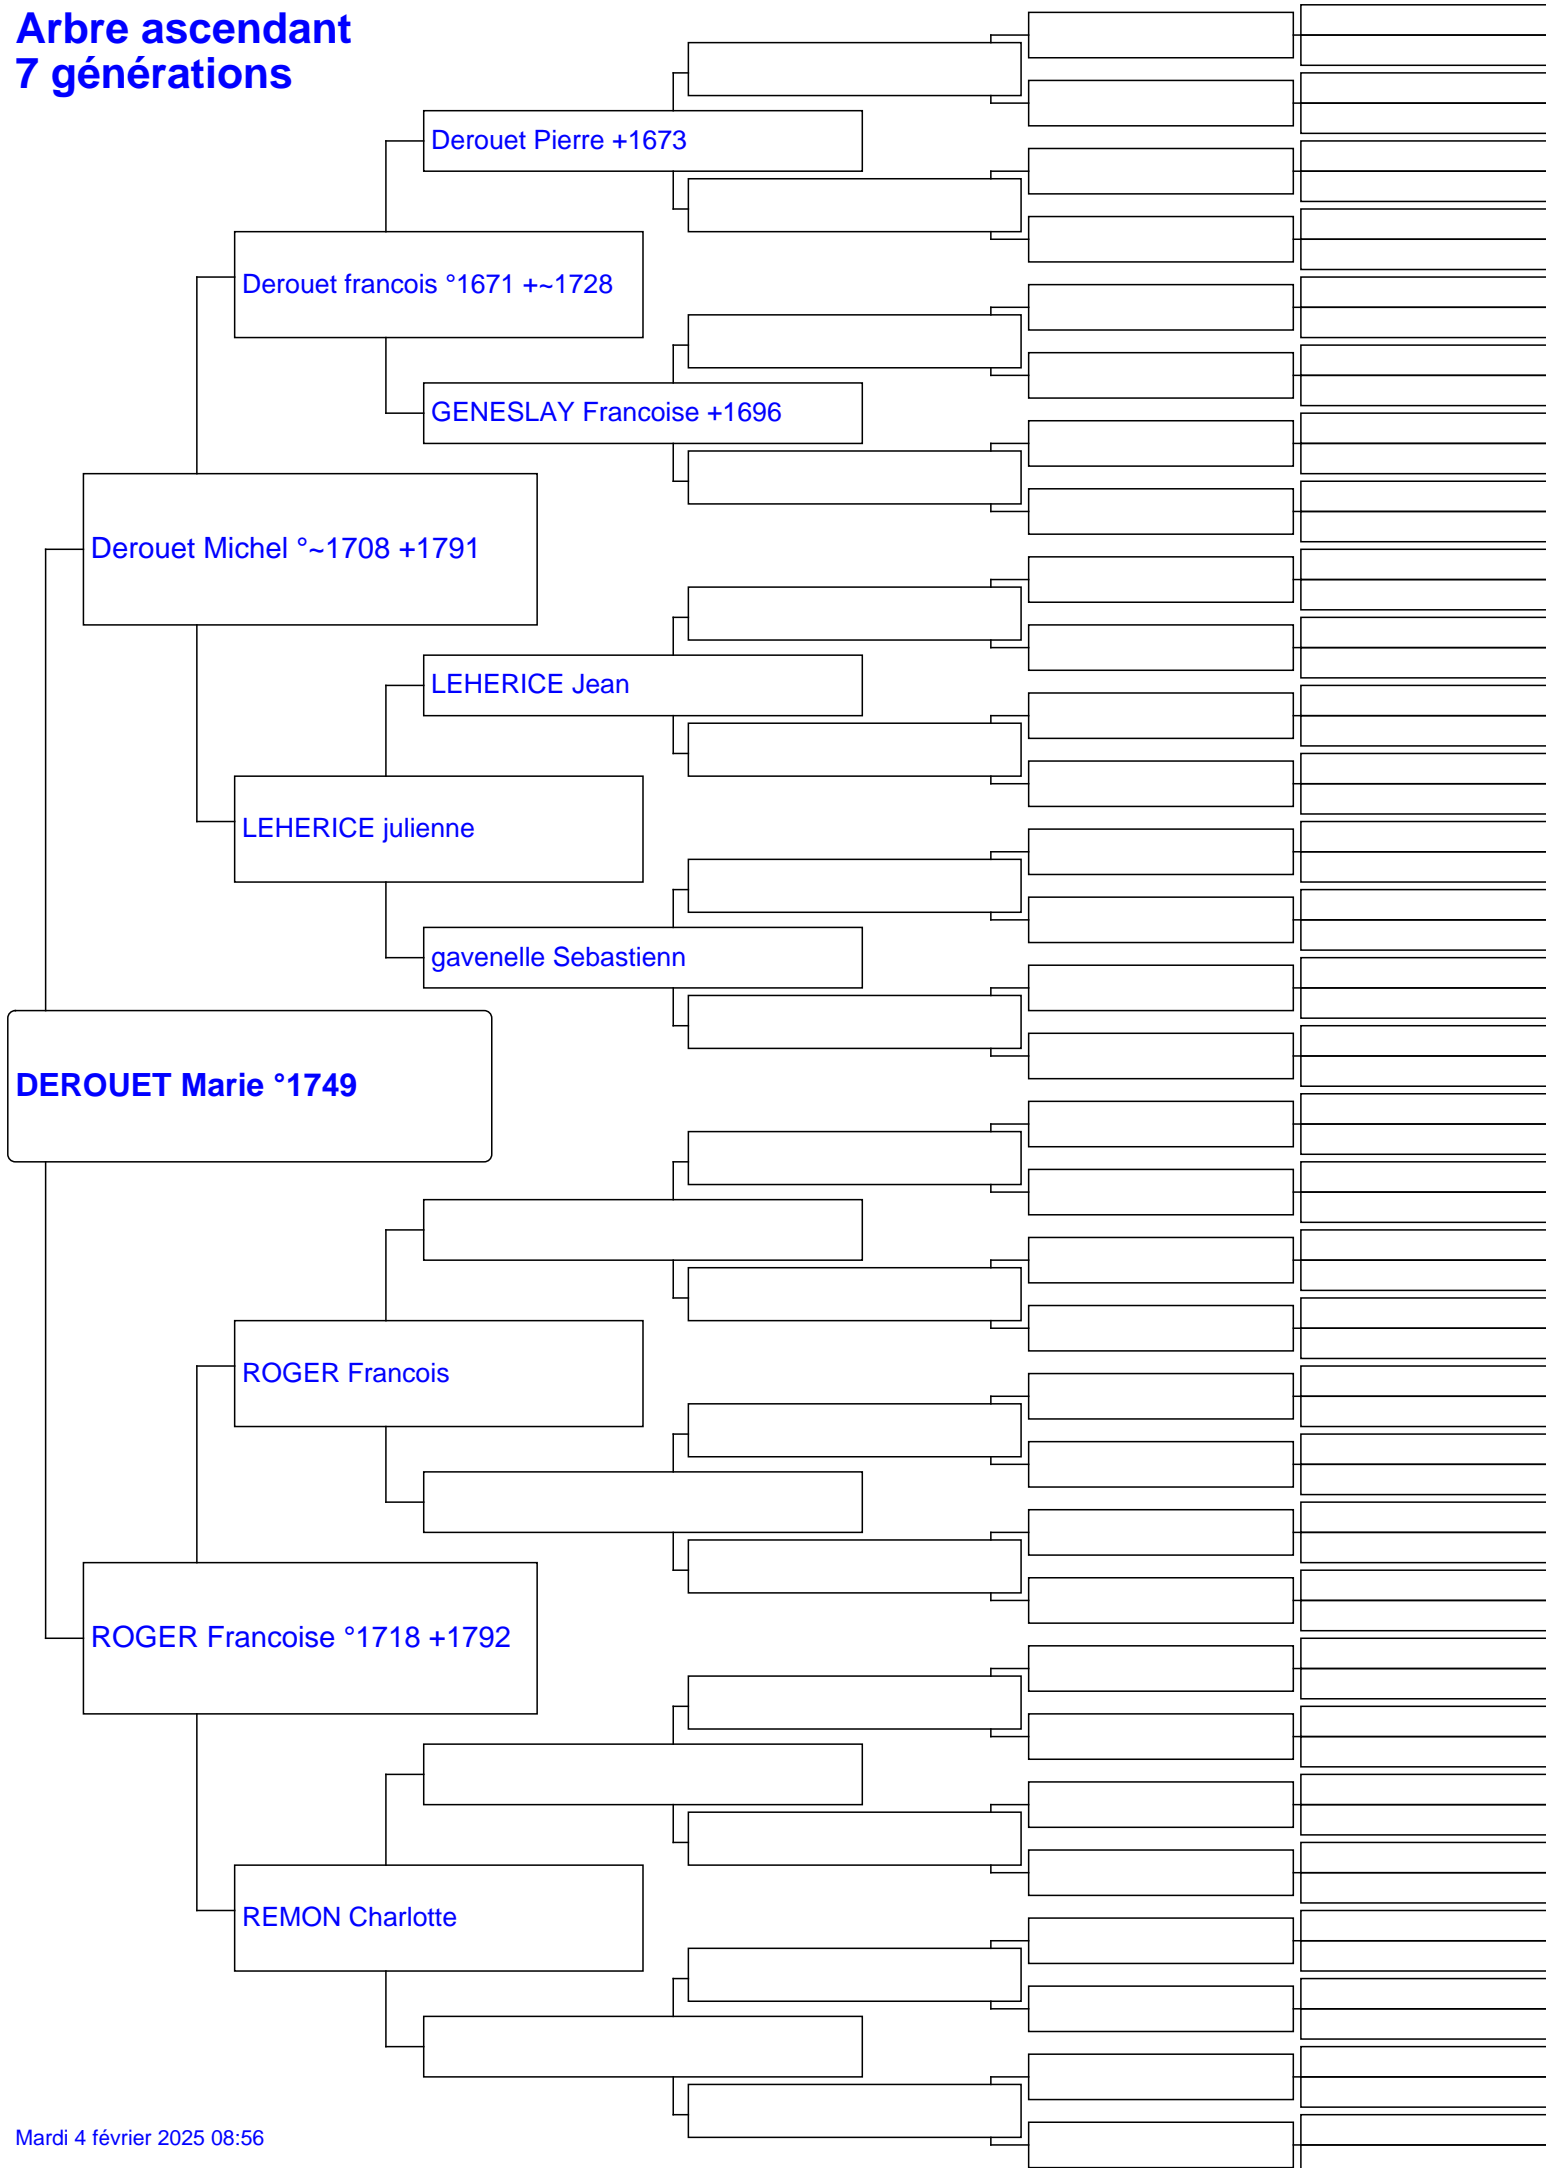 Arbre ascendant
7 générations
Derouet Pierre +1673
Derouet francois °1671 +~1728
GENESLAY Francoise +1696
Derouet Michel °~1708 +1791
LEHERICE Jean
LEHERICE julienne
gavenelle Sebastienn
DEROUET Marie °1749
ROGER Francois
ROGER Francoise °1718 +1792
REMON Charlotte
Mardi 4 février 2025 08:56